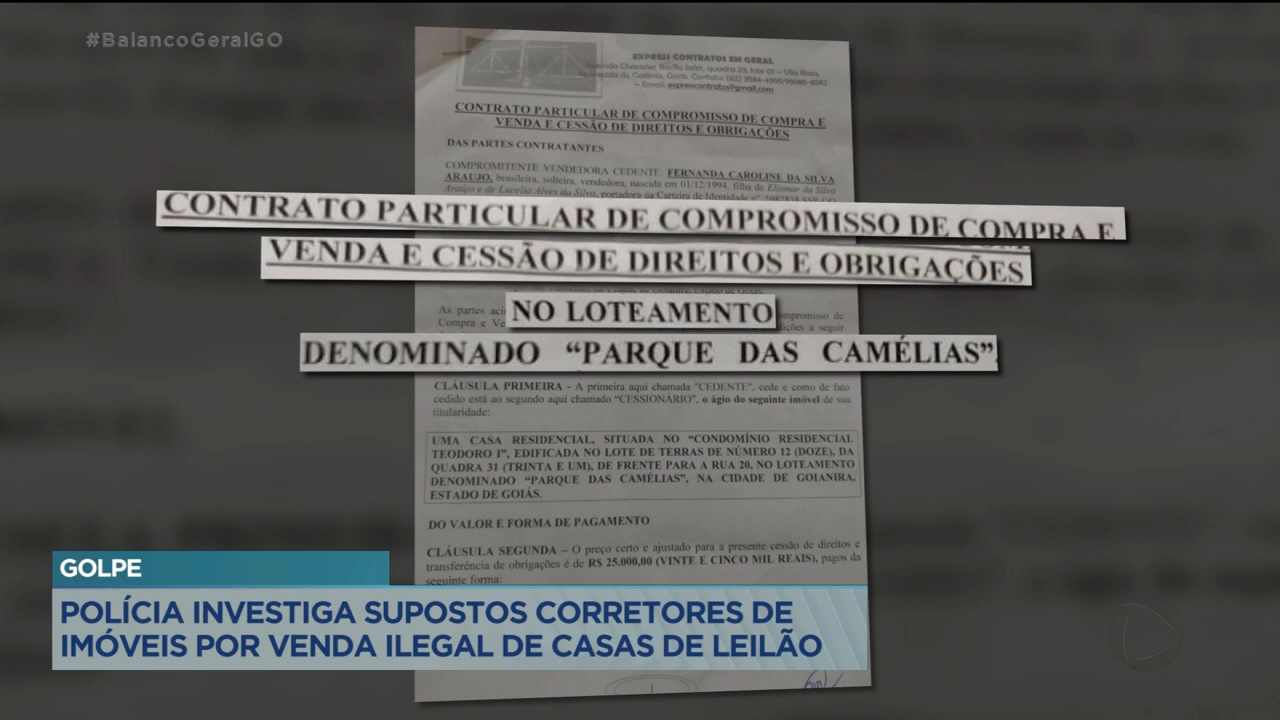 #BalancoGeralGO
EXPRESS CONTRATOS EM GERAL
– Email: expresscontratos@gmail.com
CONTRATO PARTICULAR DE COMPROMISSO DE COMPRA E
VENDA E CESSÃO DE DIREITOS E OBRIGAÇÕES
DAS PARTES CONTRATANTES
COMPROMITENTE VENDEDORA CEDENTE: FERNANDA CAROLINE DA SILVA
ARAUJO, brasileira, solteira, vendedora, nascida em 01/12/1994, filha de Eliomar da Silva
Araújo e de Lucelia Alves da Silva, portadora da Carteira de Identidade nº
CONTRATO PARTICULAR DE COMPROMISSO DE COMPRA E
VENDA E CESSÃO DE DIREITOS E OBRIGAÇÕES
NO LOTEAMENTO
DENOMINADO “PARQUE DAS CAMÉLIAS”
As partes
Compra e
CLÁUSULA PRIMEIRA - A primeira aqui chamada "CEDENTE", cede e como de fato
cedido está ao segundo aqui chamado “CESSIONÁRIO”, o ágio do seguinte imóvel de sua
titularidade:
UMA CASA RESIDENCIAL, SITUADA NO “CONDOMÍNIO RESIDENCIAL
TEODORO I”, EDIFICADA NO LOTE DE TERRAS DE NÚMERO 12 (DOZE), DA
QUADRA 31 (TRINTA E UM), DE FRENTE PARA A RUA 20, NO LOTEAMENTO
DENOMINADO “PARQUE DAS CAMÉLIAS”, NA CIDADE DE GOIANIRA,
ESTADO DE GOIÁS.
DO VALOR E FORMA DE PAGAMENTO
CLÁUSULA SEGUNDA – O preço certo e ajustado para a presente cessão de direitos e
transferência de obrigações é de R$ 25.000,00 (VINTE E CINCO MIL REAIS), pagos da
seguinte forma:
GOLPE
POLÍCIA INVESTIGA SUPOSTOS CORRETORES DE
IMÓVEIS POR VENDA ILEGAL DE CASAS DE LEILÃO
1